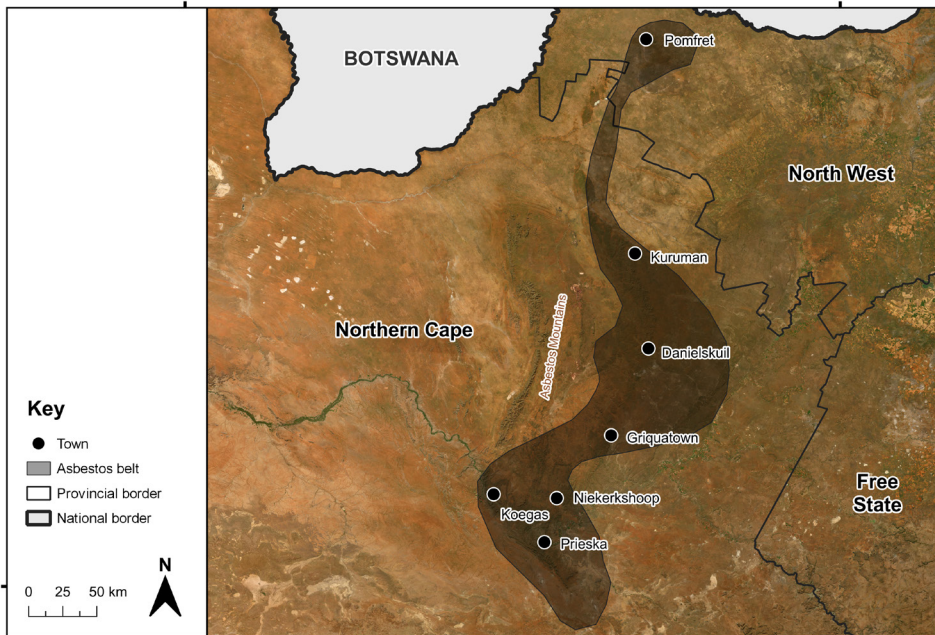 Pomfret
BOTSWANA
North West
Kuruman
Northern Cape
Asbestos Mountains
Danielskuil
Griquatown
Free
State
Koegas
Niekerkshoop
Prieska
Key
Town
Asbestos belt
Provincial border
National border
N
0 25 50 km